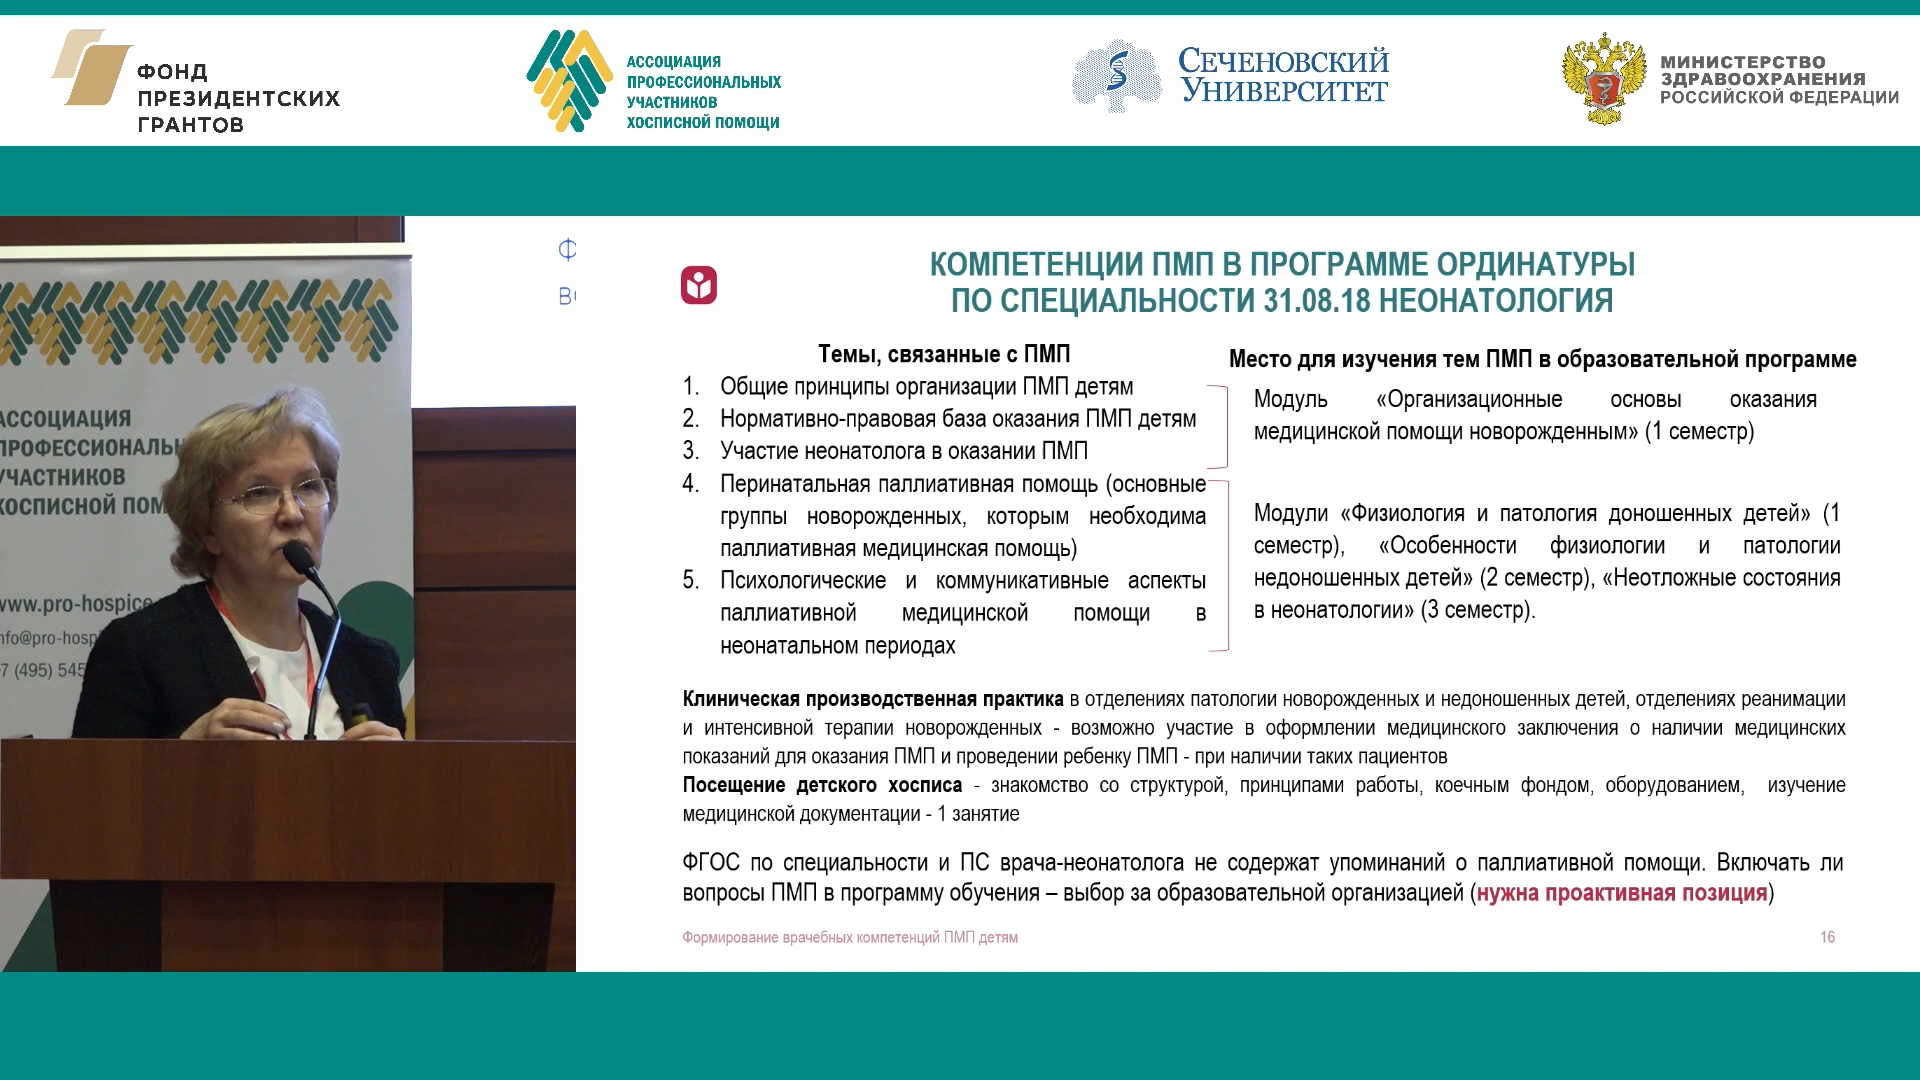 ФОНД
ПРЕЗИДЕНТСКИХ
ГРАНТОВ
АССОЦИАЦИЯ
ПРОФЕССИОНАЛЬНЫХ
УЧАСТНИКОВ
ХОСПИСНОЙ ПОМОЩИ
СЕЧЕНОВСКИЙ
УНИВЕРСИТЕТ
МИНИСТЕРСТВО
ЗДРАВООХРАНЕНИЯ
РОССИЙСКОЙ ФЕДЕРАЦИИ
АССОЦИАЦИЯ
УЧАСТНИКОВ
www.pro-hospice
КОМПЕТЕНЦИИ ПМП В ПРОГРАММЕ ОРДИНАТУРЫ
ПО СПЕЦИАЛЬНОСТИ 31.08.18 НЕОНАТОЛОГИЯ
Темы, связанные с ПМП
1. Общие принципы организации ПМП детям
2. Нормативно-правовая база оказания ПМП детям
3. Участие неонатолога в оказании ПМП
4. Перинатальная паллиативная помощь (основные
группы новорожденных, которым необходима
паллиативная медицинская помощь)
5. Психологические и коммуникативные аспекты
паллиативной медицинской помощи в
неонатальном периодах
Место для изучения тем ПМП в образовательной программе
Модуль «Организационные основы оказания
медицинской помощи новорожденным» (1 семестр)
Модули «Физиология и патология доношенных детей» (1
семестр), «Особенности физиологии и патологии
недоношенных детей» (2 семестр), «Неотложные состояния
в неонатологии» (3 семестр).
Клиническая производственная практика в отделениях патологии новорожденных и недоношенных детей, отделениях реанимации
и интенсивной терапии новорожденных - возможно участие в оформлении медицинского заключения о наличии медицинских
показаний для оказания ПМП и проведении ребенку ПМП - при наличии таких пациентов
Посещение детского хосписа - знакомство со структурой, принципами работы, коечным фондом, оборудованием, изучение
медицинской документации - 1 занятие
ФГОС по специальности и ПС врача-неонатолога не содержат упоминаний о паллиативной помощи. Включать ли
вопросы ПМП в программу обучения – выбор за образовательной организацией (нужна проактивная позиция)
Формирование врачебных компетенций ПМП детям
16